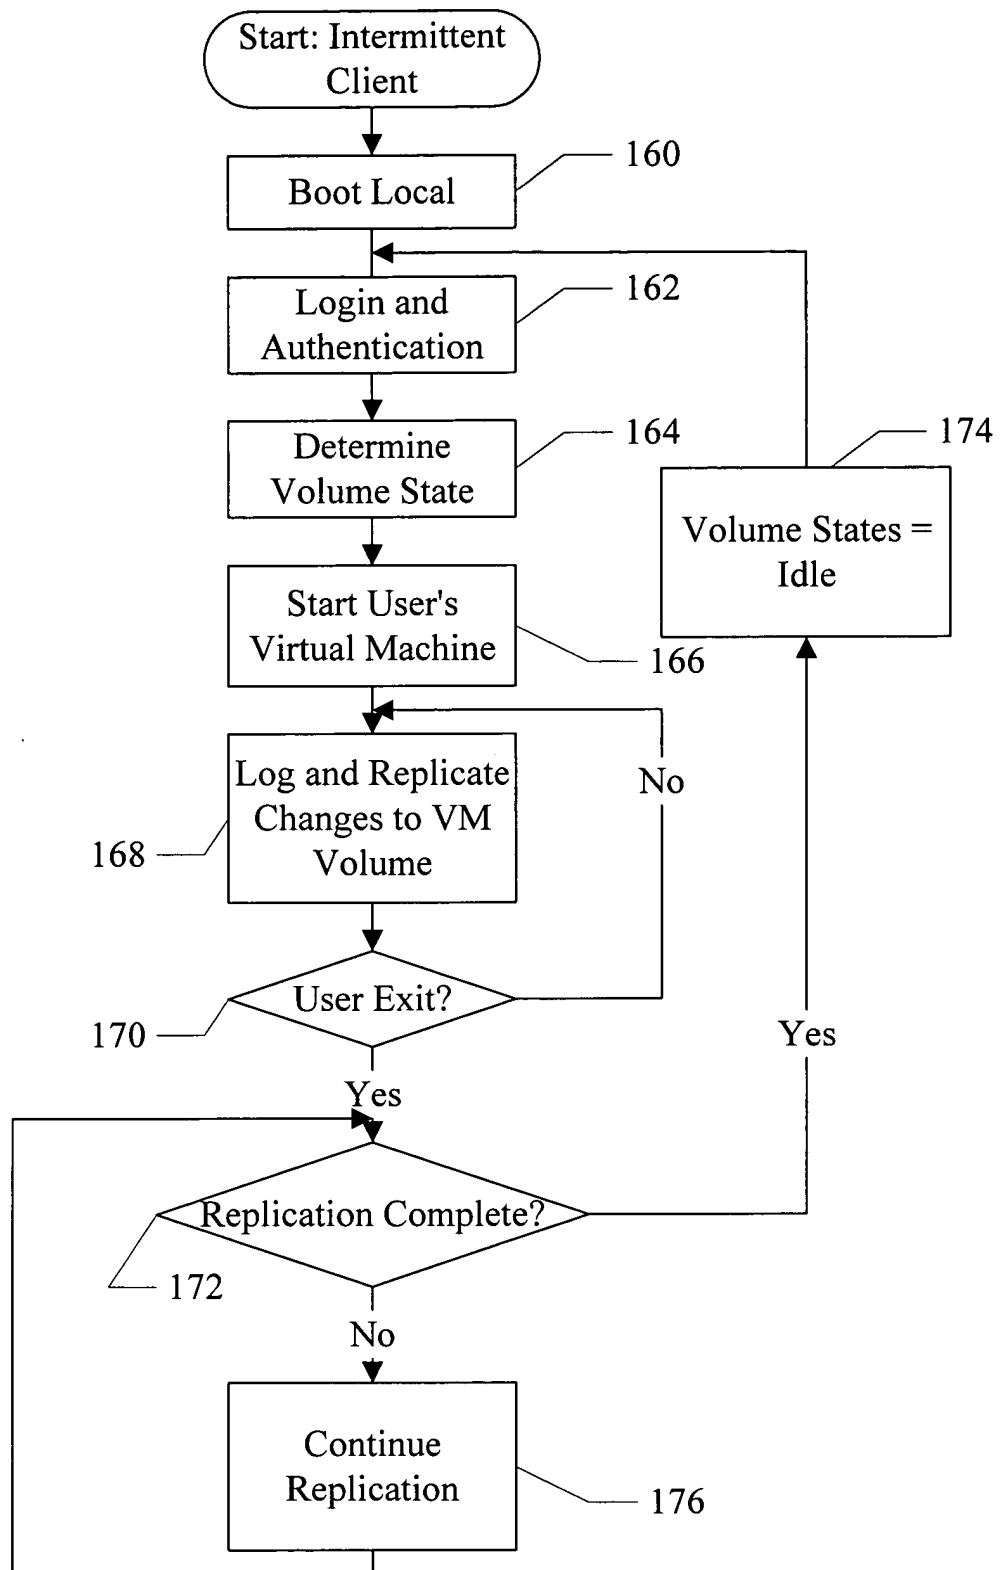 Start: Intermittent
Client
160
Boot Local
162
Login and
Authentication
164
Determine
Volume State
174
Volume States =
Idle
Start User's
Virtual Machine
166
Log and Replicate
Changes to VM
Volume
168
No
User Exit?
170
Yes
Yes
Replication Complete?
172
No
Continue
Replication
176